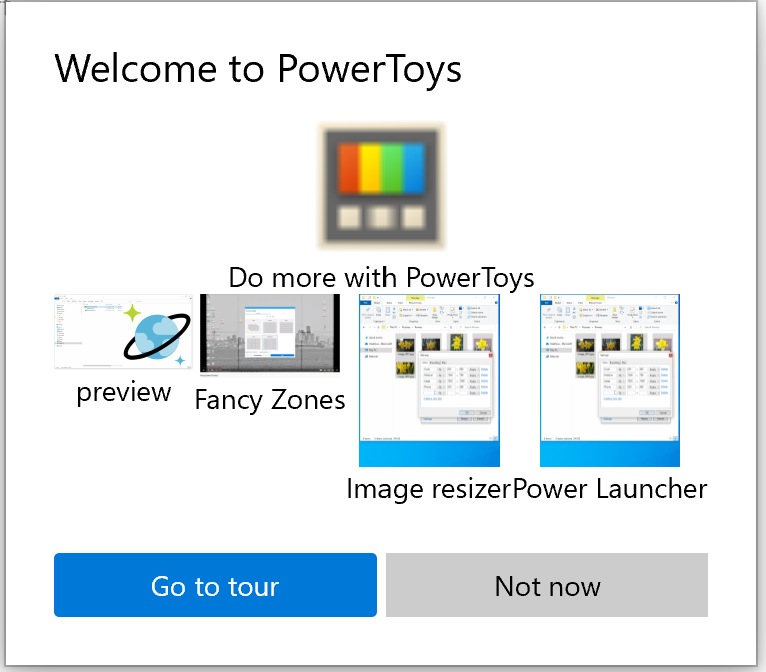 Welcome to PowerToys
Do more with PowerToys
preview
Fancy Zones
Image resizer
Power Launcher
Go to tour
Not now